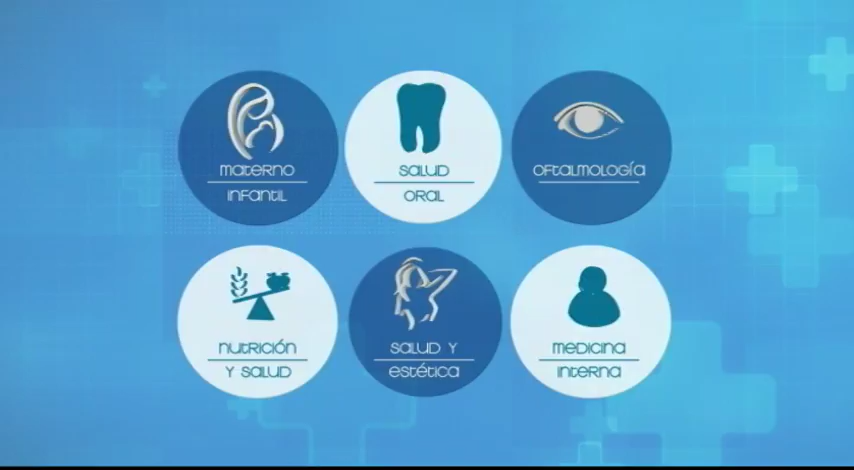 materno
infantil
salud
oral
oftalmología
nutrición
y salud
salud y
estética
medicina
interna